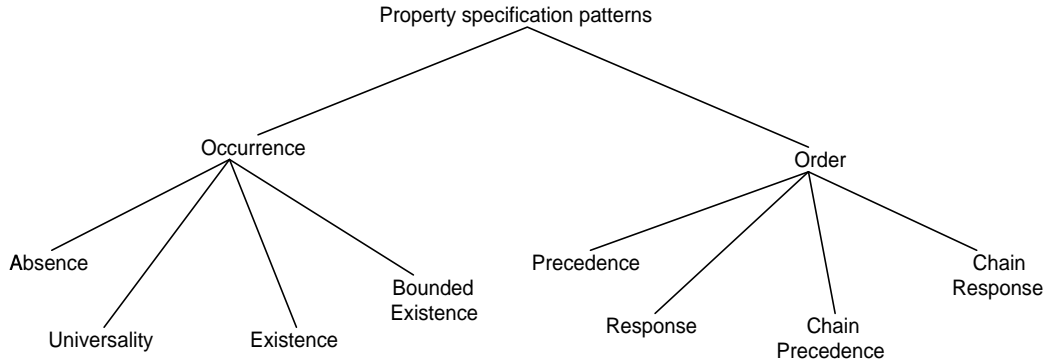 Property specification patterns
Occurrence
Order
Absence
Universality
Existence
Bounded
Existence
Precedence
Response
Chain
Precedence
Chain
Response